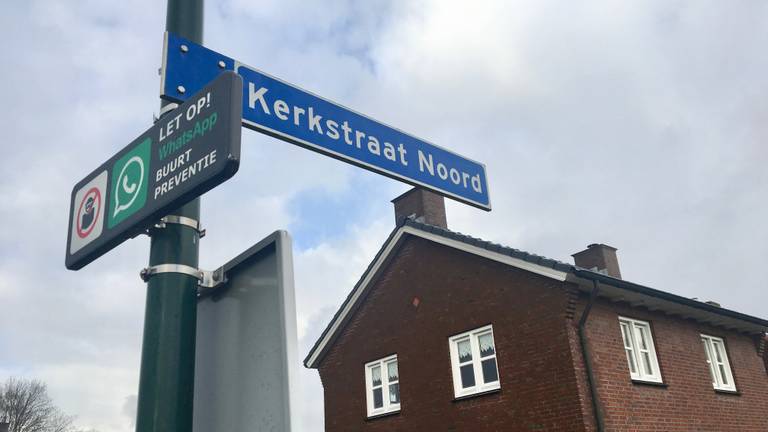 Kerkstraat Noord
LET OP!
WhatsApp
BUURT
PREVENTIE